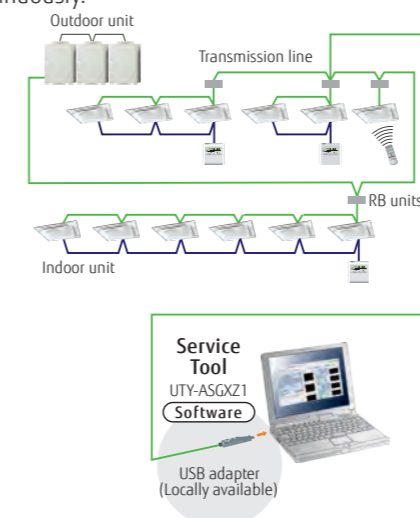 Outdoor unit
Transmission line
RB units
Indoor unit
Service
Tool
UTY-ASGXZ1
Software
USB adapter
(Locally available)